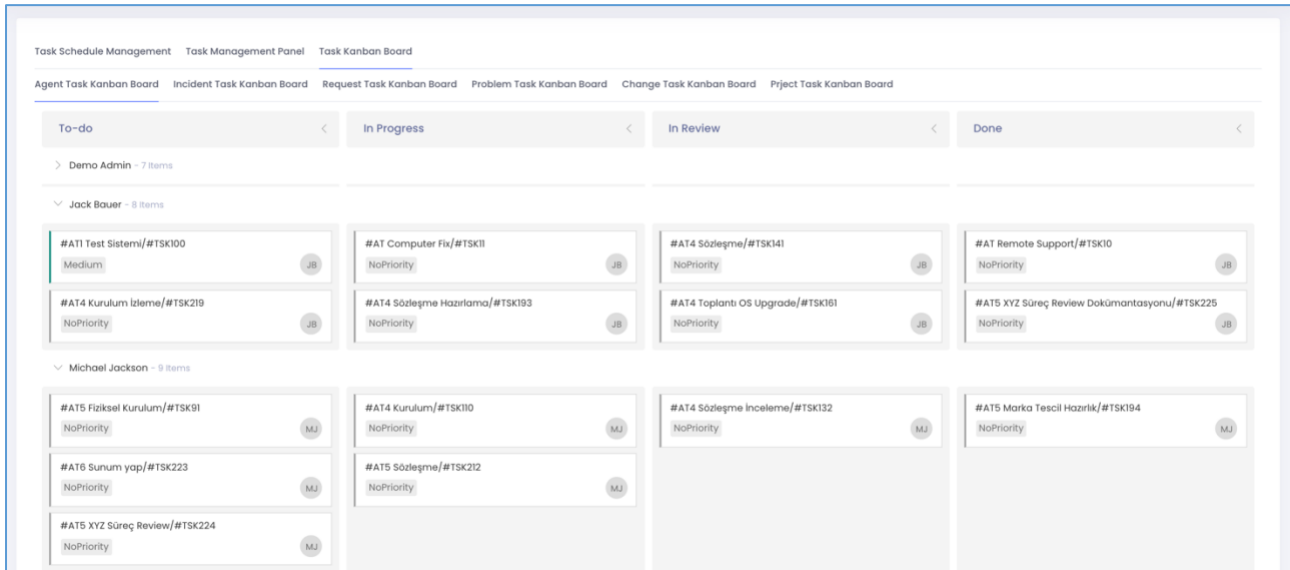 Task Schedule Management Task Management Panel Task Kanban Board
Agent Task Kanban Board Incident Task Kanban Board Request Task Kanban Board Problem Task Kanban Board Change Task Kanban Board Prject Task Kanban Board
To-do In Progress In Review Done
Demo Admin - 7 Items
Jack Bauer - 8 Items
#AT1 Test Sistemi/#TSK100
Medium JB
#AT4 Kurulum İzleme/#TSK219
NoPriority JB
#AT Computer Fix/#TSK11
NoPriority JB
#AT4 Sözleşme Hazırlama/#TSK193
NoPriority JB
#AT4 Sözleşme/#TSK141
NoPriority JB
#AT4 Toplantı OS Upgrade/#TSK161
NoPriority JB
#AT Remote Support/#TSK10
NoPriority JB
#AT5 XYZ Süreç Review Dokümantasyonu/#TSK225
NoPriority JB
Michael Jackson - 9 Items
#AT5 Fiziksel Kurulum/#TSK91
NoPriority MJ
#AT6 Sunum yap/#TSK223
NoPriority MJ
#AT5 XYZ Süreç Review/#TSK224
NoPriority MJ
#AT4 Kurulum/#TSK110
NoPriority MJ
#AT5 Sözleşme/#TSK212
NoPriority MJ
#AT4 Sözleşme İnceleme/#TSK132
NoPriority MJ
#AT5 Marka Tescil Hazırlık/#TSK194
NoPriority MJ